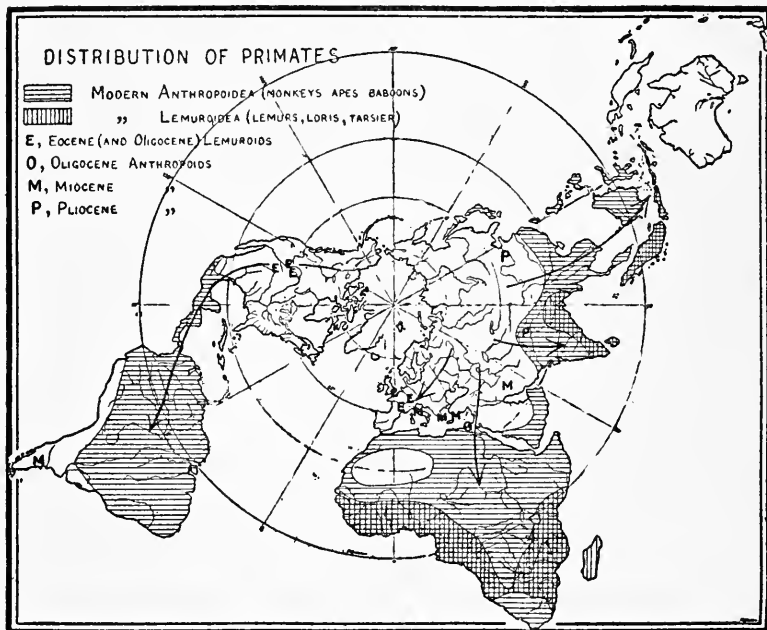 DISTRIBUTION OF PRIMATES
MODERN ANTHROPOIDEA (MONKEYS APES BABOONS)
„ LEMUROIDEA (LEMURS, LORIS, TARSIER)
E, EOCENE (AND OLIGOCENE) LEMUROIDS
O, OLIGOCENE ANTHROPOIDS
M, MIOCENE „
P, PLIOCENE „
P
E E
E
P
M
E
E M M M
O
M